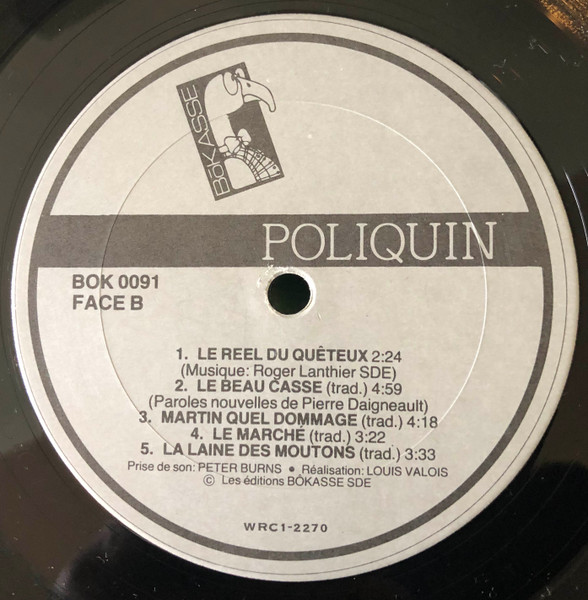 BÖKASSE
POLIQUIN
BOK 0091
FACE B
1. LE REEL DU QUÊTEUX 2:24
(Musique: Roger Lanthier SDE)
2. LE BEAU CASSE (trad.) 4:59
(Paroles nouvelles de Pierre Daigneault)
3. MARTIN QUEL DOMMAGE (trad.) 4:18
4. LE MARCHÉ (trad.) 3:22
5. LA LAINE DES MOUTONS (trad.) 3:33
Prise de son: PETER BURNS • Réalisation: LOUIS VALOIS
© Les éditions BÖKASSE SDE
WRC1-2270